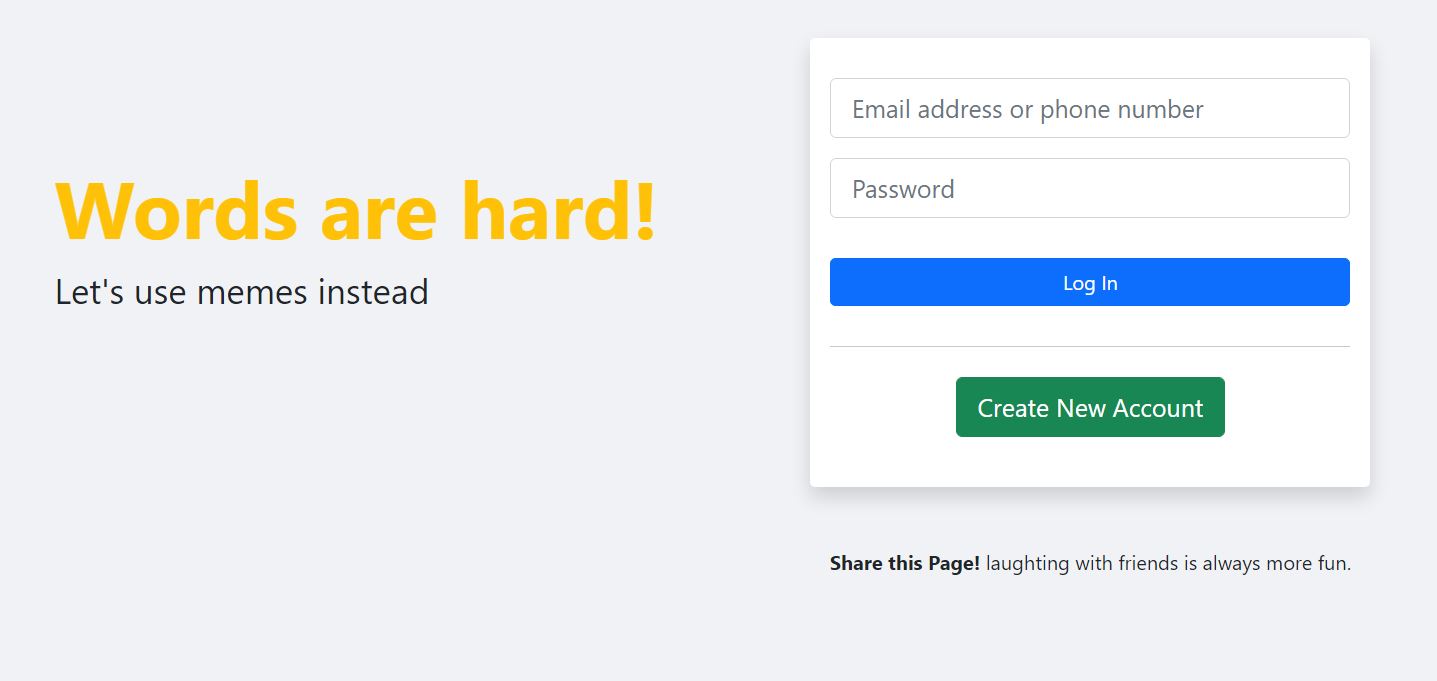 Words are hard!
Let's use memes instead
Email address or phone number
Password
Log In
Create New Account
Share this Page! laughting with friends is always more fun.